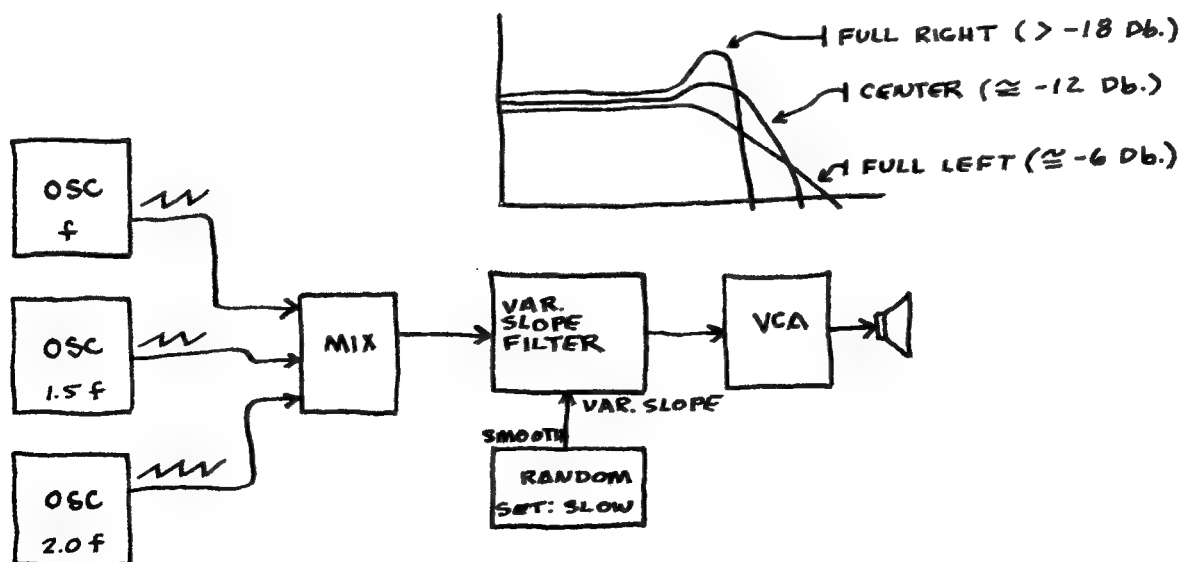 FULL RIGHT (> -18 Db.)
CENTER (≅ -12 Db.)
FULL LEFT (≅ -6 Db.)
OSC
f
OSC
1.5 f
OSC
2.0 f
MIX
VAR.
SLOPE
FILTER
VCA
VAR. SLOPE
SMOOTH
RANDOM
SET: SLOW